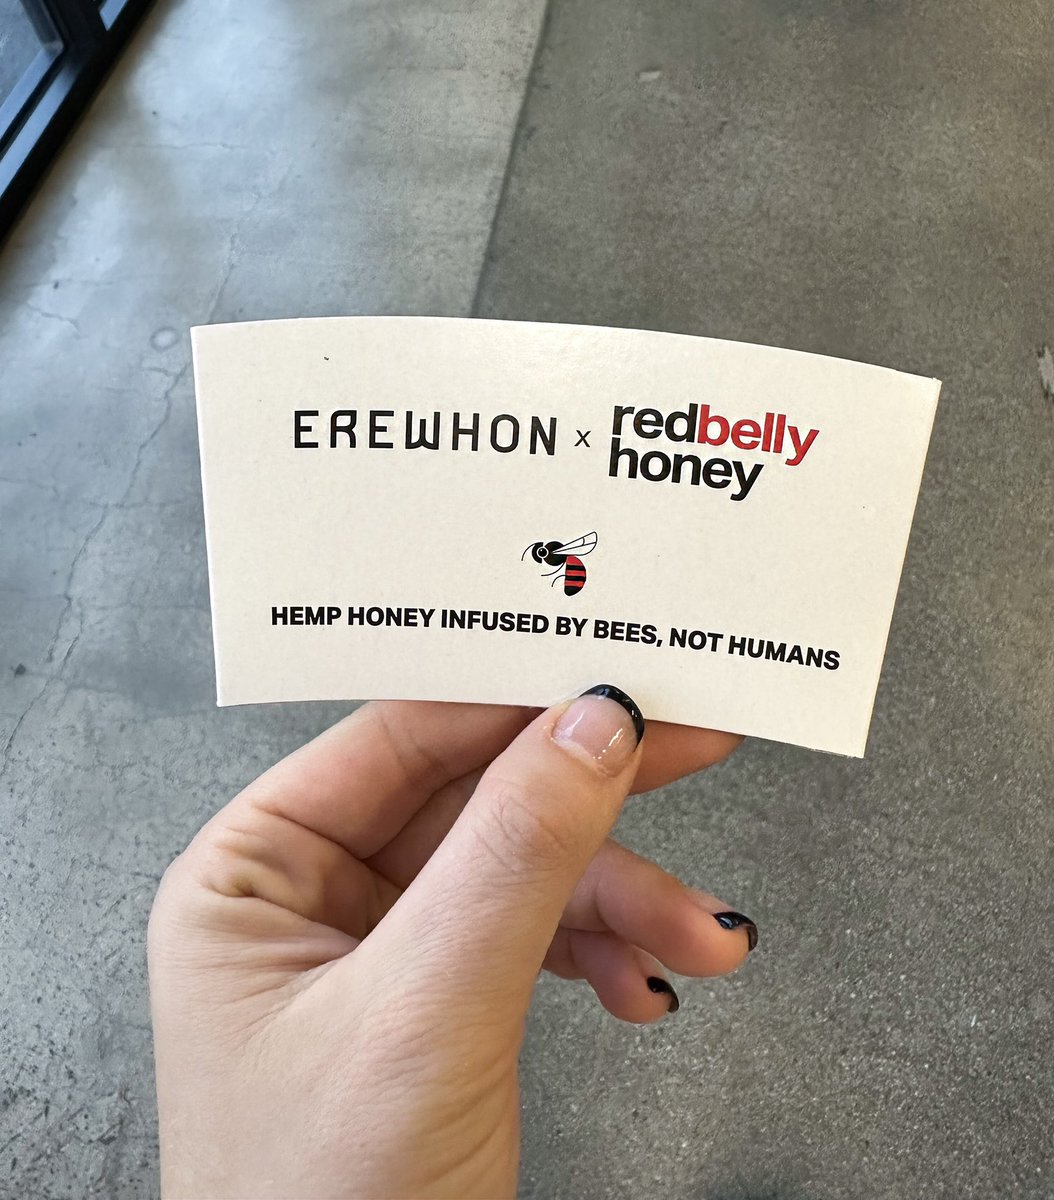 EREWHON x redbelly
honey
HEMP HONEY INFUSED BY BEES, NOT HUMANS